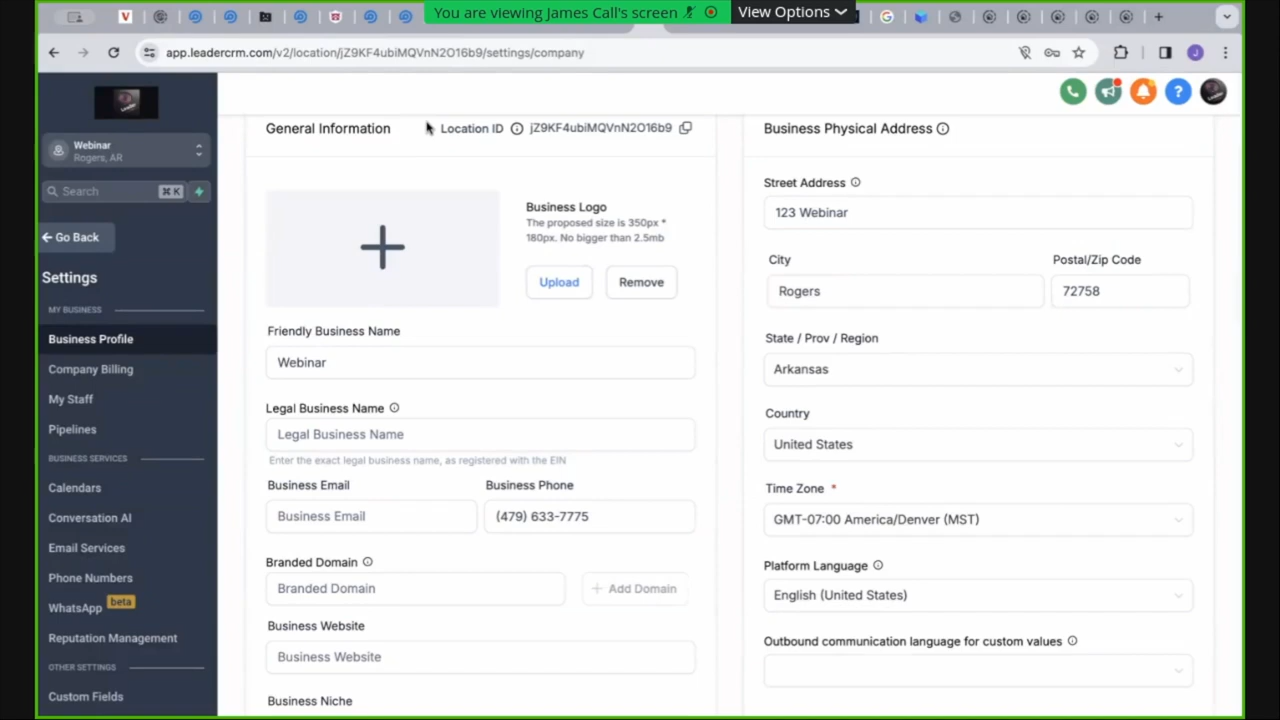 You are viewing James Call's screen
View Options
app.leadercrm.com/v2/location/jZ9KF4ubiMQVnN2O16b9/settings/company
Webinar
Rogers, AR
Search ⌘ K
Go Back
Settings
MY BUSINESS
Business Profile
Company Billing
My Staff
Pipelines
BUSINESS SERVICES
Calendars
Conversation AI
Email Services
Phone Numbers
WhatsApp beta
Reputation Management
OTHER SETTINGS
Custom Fields
General Information
Location ID jZ9KF4ubiMQVnN2O16b9
Business Logo
The proposed size is 350px *
180px. No bigger than 2.5mb
Upload Remove
Friendly Business Name
Webinar
Legal Business Name
Legal Business Name
Enter the exact legal business name, as registered with the EIN
Business Email Business Phone
Business Email (479) 633-7775
Branded Domain
Branded Domain + Add Domain
Business Website
Business Website
Business Niche
Business Physical Address
Street Address
123 Webinar
City Postal/Zip Code
Rogers 72758
State / Prov / Region
Arkansas
Country
United States
Time Zone *
GMT-07:00 America/Denver (MST)
Platform Language
English (United States)
Outbound communication language for custom values